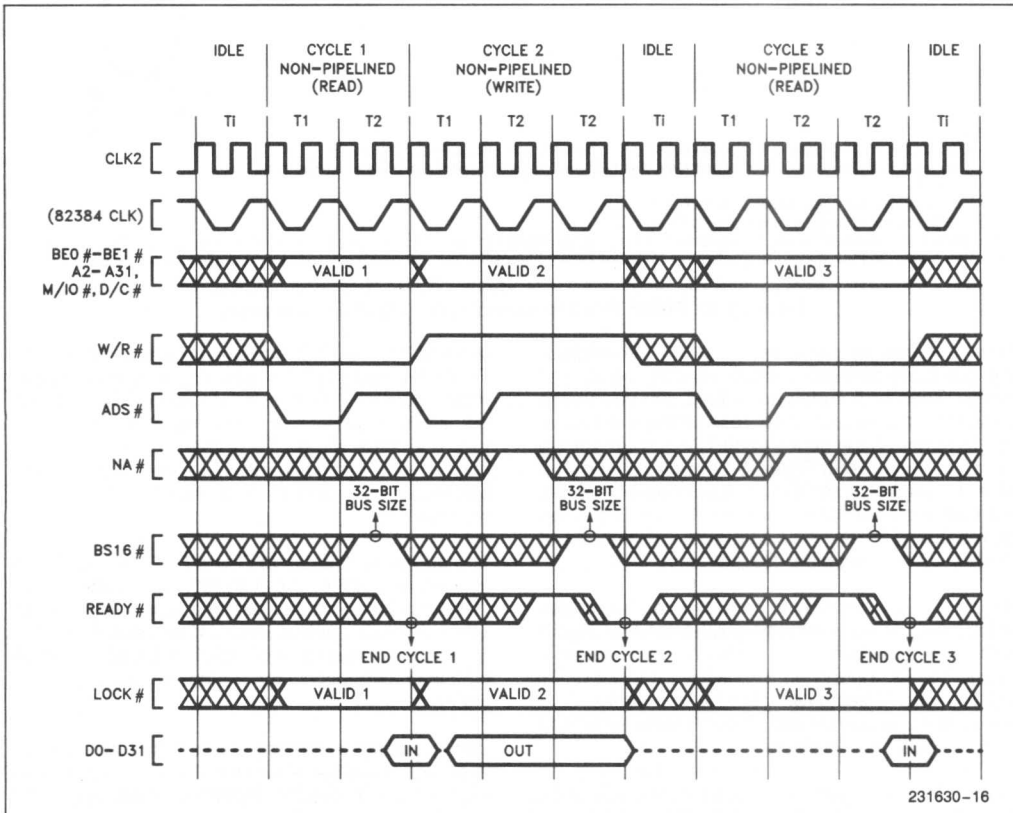 IDLE CYCLE 1 CYCLE 2 IDLE CYCLE 3 IDLE
NON-PIPELINED NON-PIPELINED NON-PIPELINED
(READ) (WRITE) (READ)
Ti T1 T2 T1 T2 T2 Ti T1 T2 T2 Ti
CLK2
(82384 CLK)
BE0 #-BE1 #
A2-A31,
M/IO #, D/C #
VALID 1 VALID 2 VALID 3
W/R #
ADS #
NA #
32-BIT 32-BIT 32-BIT
BUS SIZE BUS SIZE BUS SIZE
BS16 #
READY #
END CYCLE 1 END CYCLE 2 END CYCLE 3
LOCK # VALID 1 VALID 2 VALID 3
D0-D31 IN OUT IN
231630-16